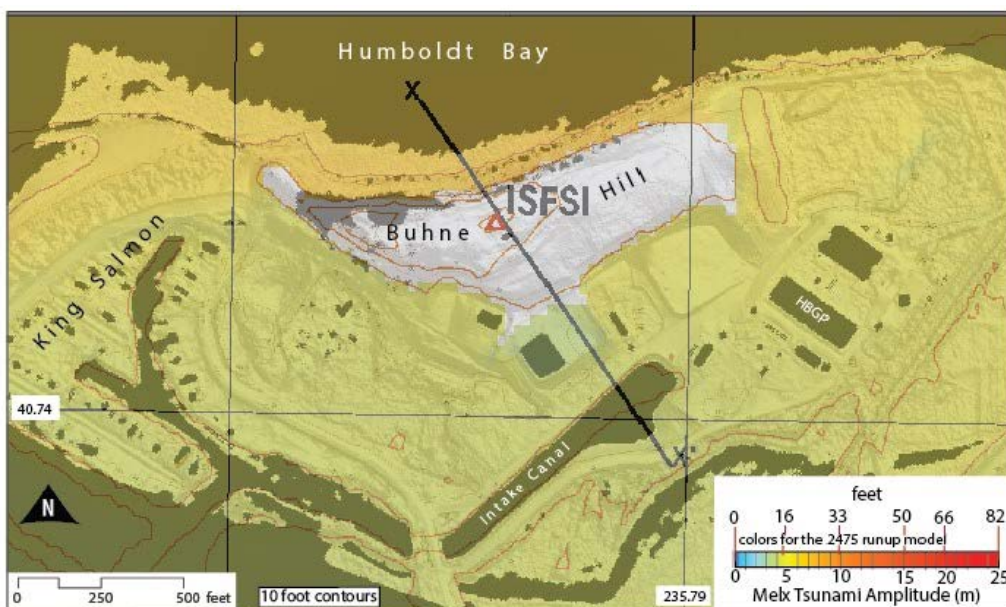 Humboldt Bay
X
ISFSI
Buhne Hill
King Salmon
HBGP
40.74
Intake Canal
X'
N
feet
0 16 33 50 66 82
colors for the 2475 runup model
0 5 10 15 20 25
Melx Tsunami Amplitude (m)
0 250 500 feet
10 foot contours
235.79